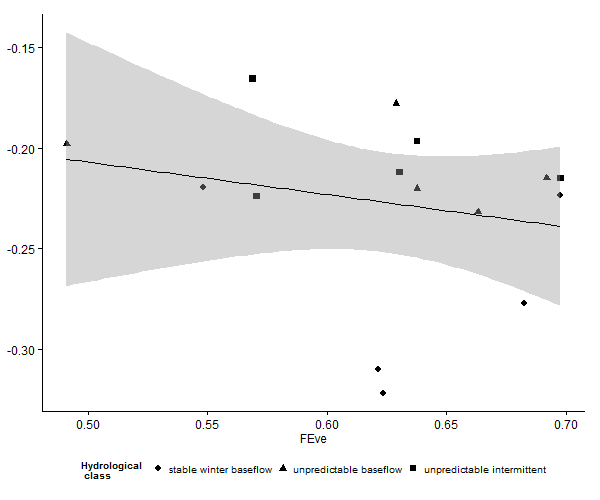 -0.15
-0.20
-0.25
-0.30
0.50 0.55 0.60 0.65 0.70
FEve
Hydrological
class
stable winter baseflow unpredictable baseflow unpredictable intermittent